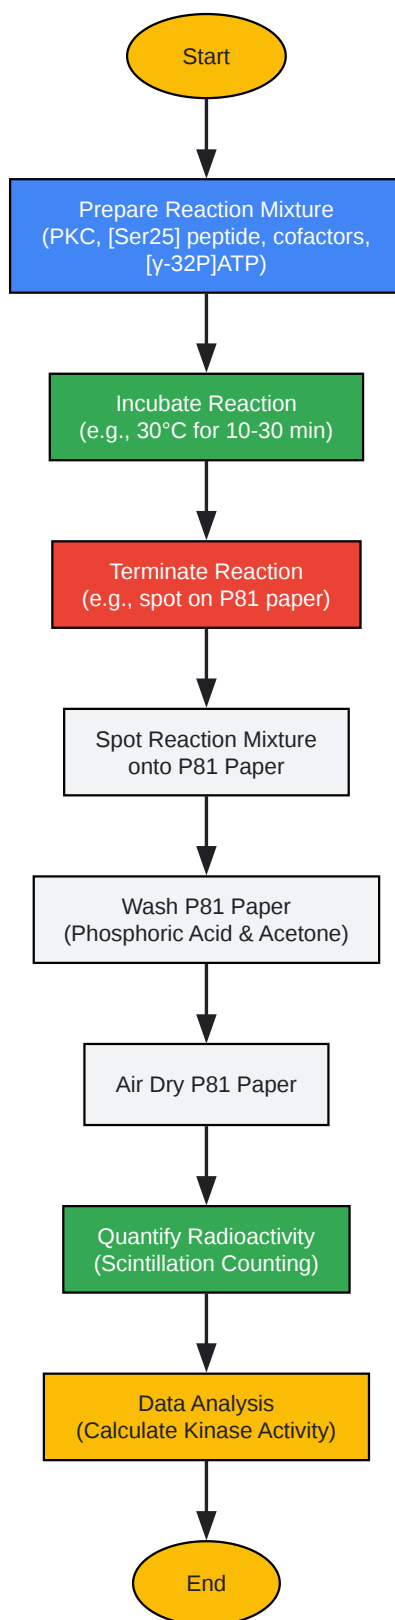 Start
Prepare Reaction Mixture
(PKC, [Ser25] peptide, cofactors,
[γ-32P]ATP)
Incubate Reaction
(e.g., 30°C for 10-30 min)
Terminate Reaction
(e.g., spot on P81 paper)
Spot Reaction Mixture
onto P81 Paper
Wash P81 Paper
(Phosphoric Acid & Acetone)
Air Dry P81 Paper
Quantify Radioactivity
(Scintillation Counting)
Data Analysis
(Calculate Kinase Activity)
End